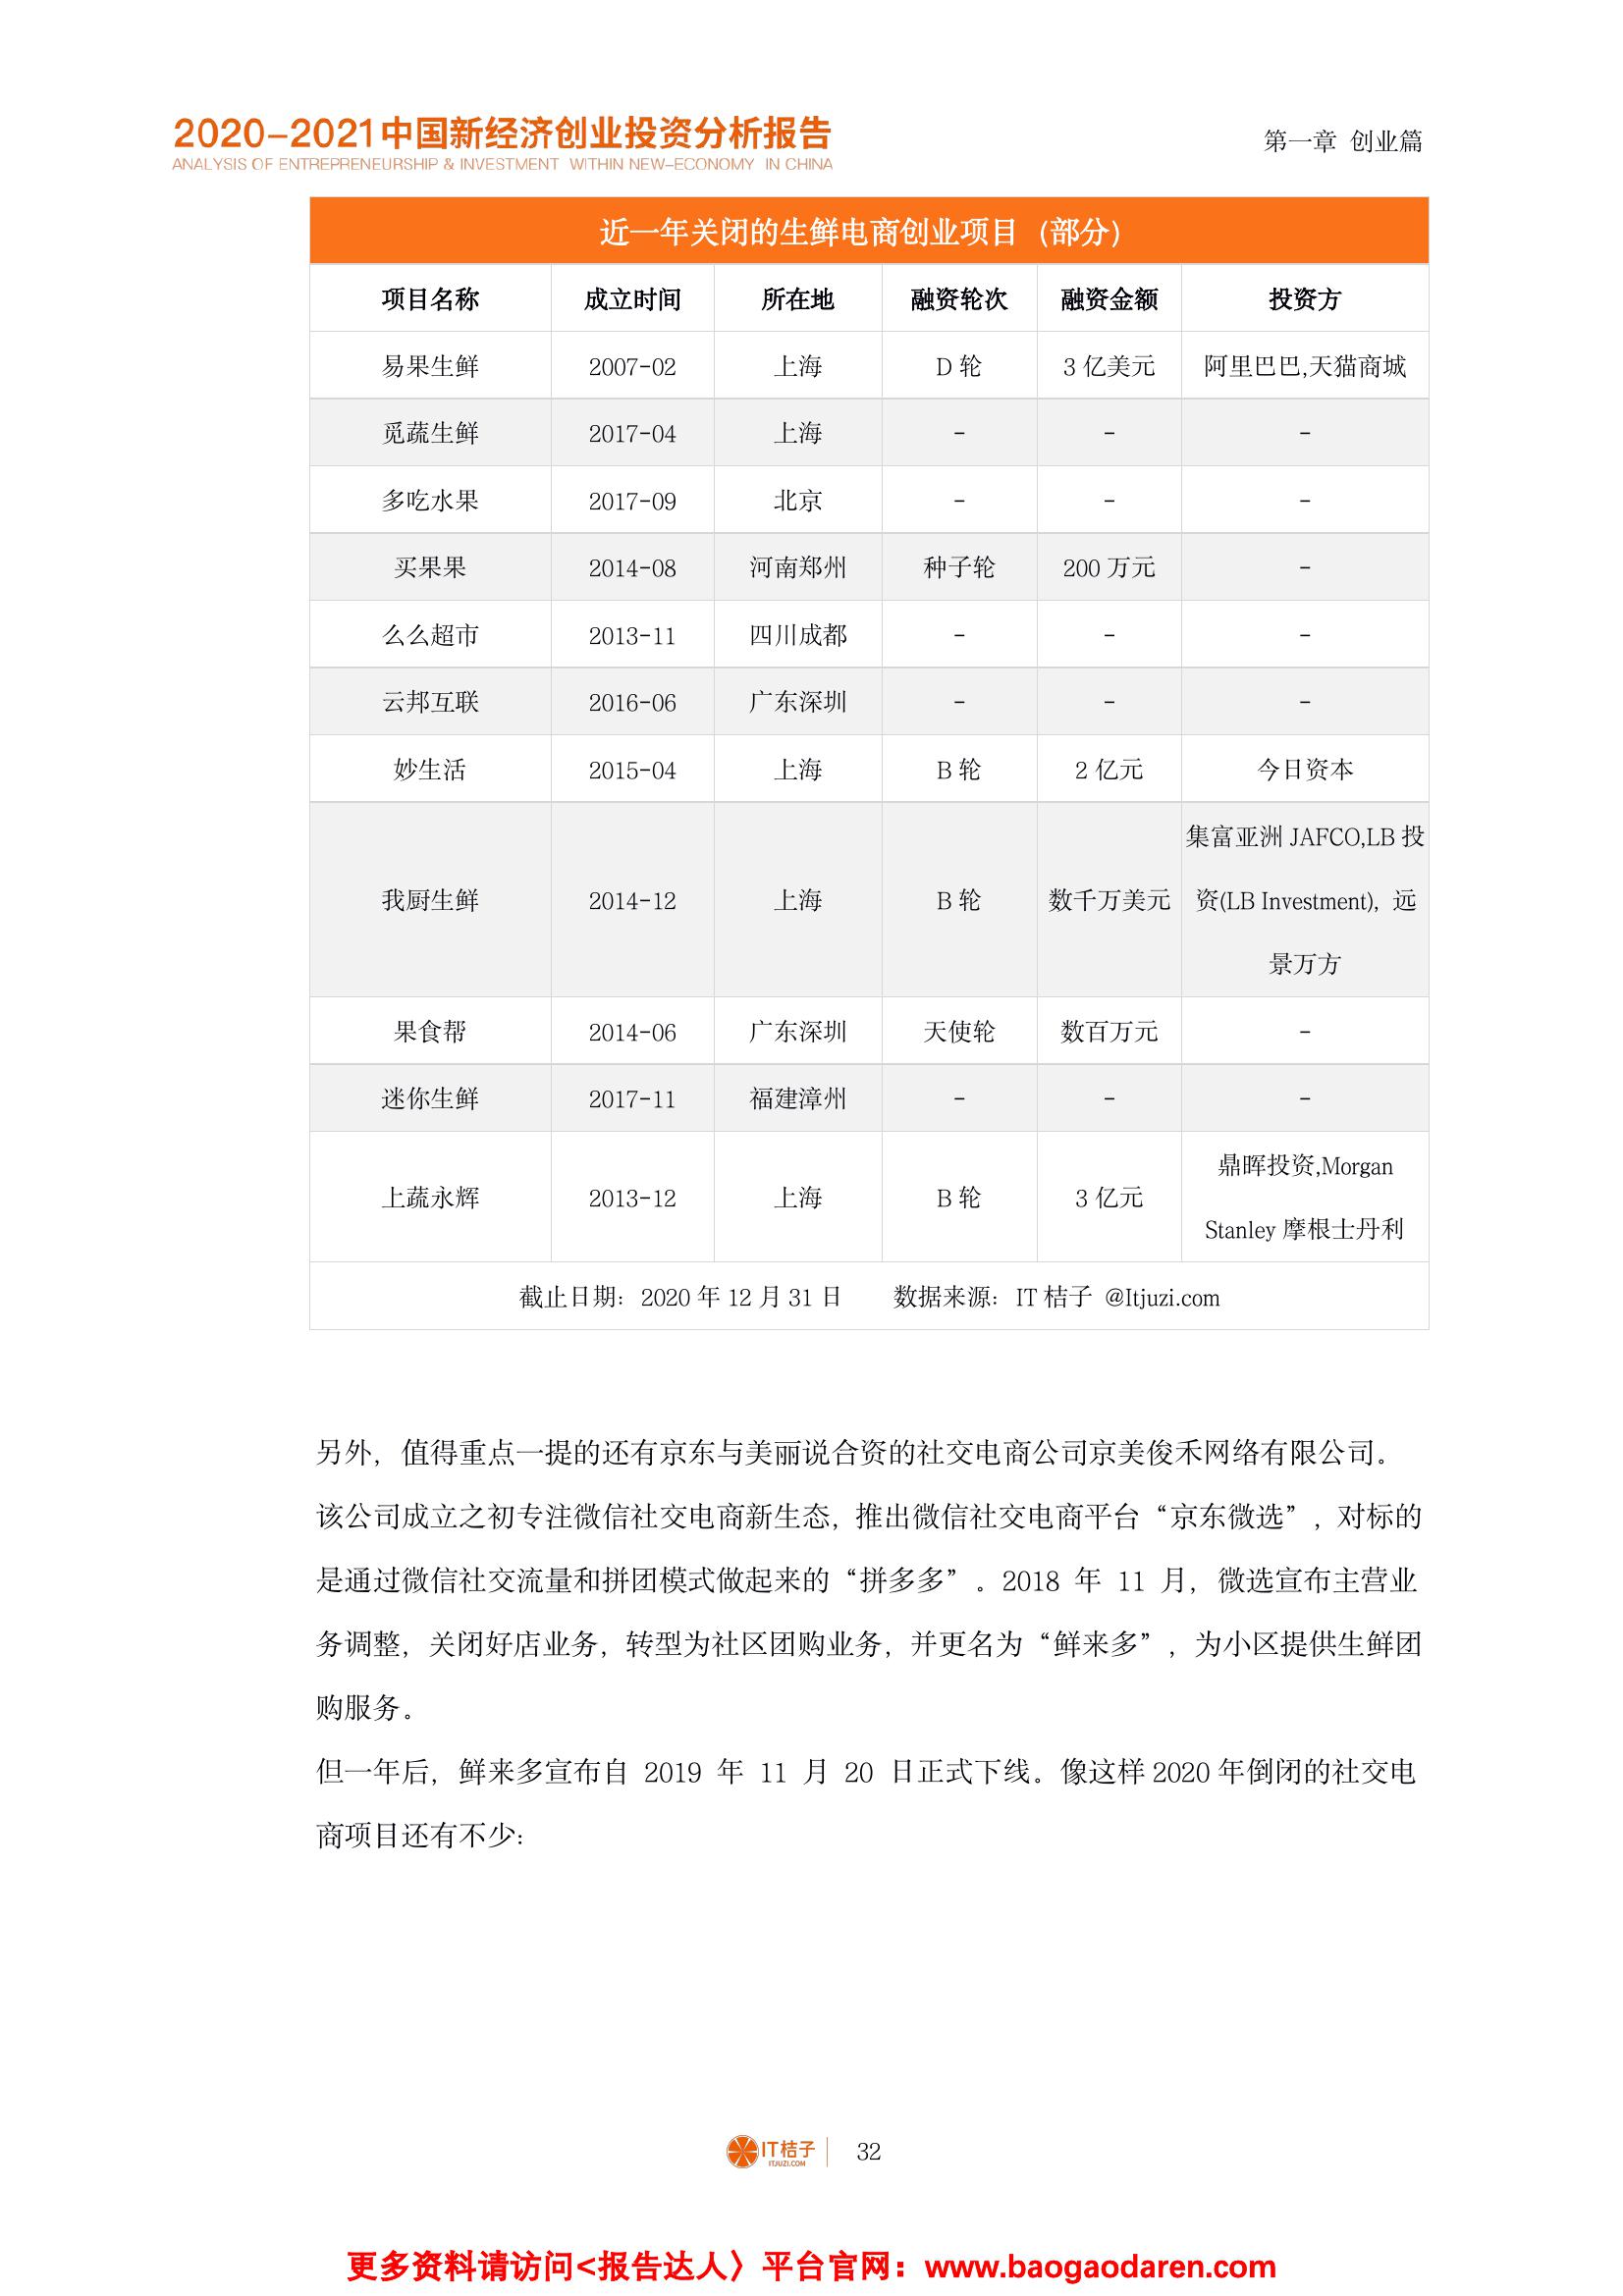 2020-2021中国新经济创业投资分析报告
ANALYSIS OF ENTREPRENEURSHIP & INVESTMENT WITHIN NEW-ECONOMY IN CHINA
第一章 创业篇
近一年关闭的生鲜电商创业项目（部分）
项目名称 成立时间 所在地 融资轮次 融资金额 投资方
易果生鲜 2007-02 上海 D 轮 3 亿美元 阿里巴巴,天猫商城
觅蔬生鲜 2017-04 上海 - - -
多吃水果 2017-09 北京 - - -
买果果 2014-08 河南郑州 种子轮 200 万元 -
么么超市 2013-11 四川成都 - - -
云邦互联 2016-06 广东深圳 - - -
妙生活 2015-04 上海 B 轮 2 亿元 今日资本
我厨生鲜 2014-12 上海 B 轮 数千万美元 集富亚洲 JAFCO,LB 投
资(LB Investment)，远
景万方
果食帮 2014-06 广东深圳 天使轮 数百万元 -
迷你生鲜 2017-11 福建漳州 - - -
上蔬永辉 2013-12 上海 B 轮 3 亿元 鼎晖投资,Morgan
Stanley 摩根士丹利
截止日期：2020 年 12 月 31 日 数据来源：IT 桔子 @Itjuzi.com
另外，值得重点一提的还有京东与美丽说合资的社交电商公司京美俊禾网络有限公司。
该公司成立之初专注微信社交电商新生态，推出微信社交电商平台“京东微选”，对标的
是通过微信社交流量和拼团模式做起来的“拼多多”。2018 年 11 月，微选宣布主营业
务调整，关闭好店业务，转型为社区团购业务，并更名为“鲜来多”，为小区提供生鲜团
购服务。
但一年后，鲜来多宣布自 2019 年 11 月 20 日正式下线。像这样 2020 年倒闭的社交电
商项目还有不少：
IT桔子
ITJUZI.COM
32
更多资料请访问<报告达人〉平台官网：www.baogaodaren.com